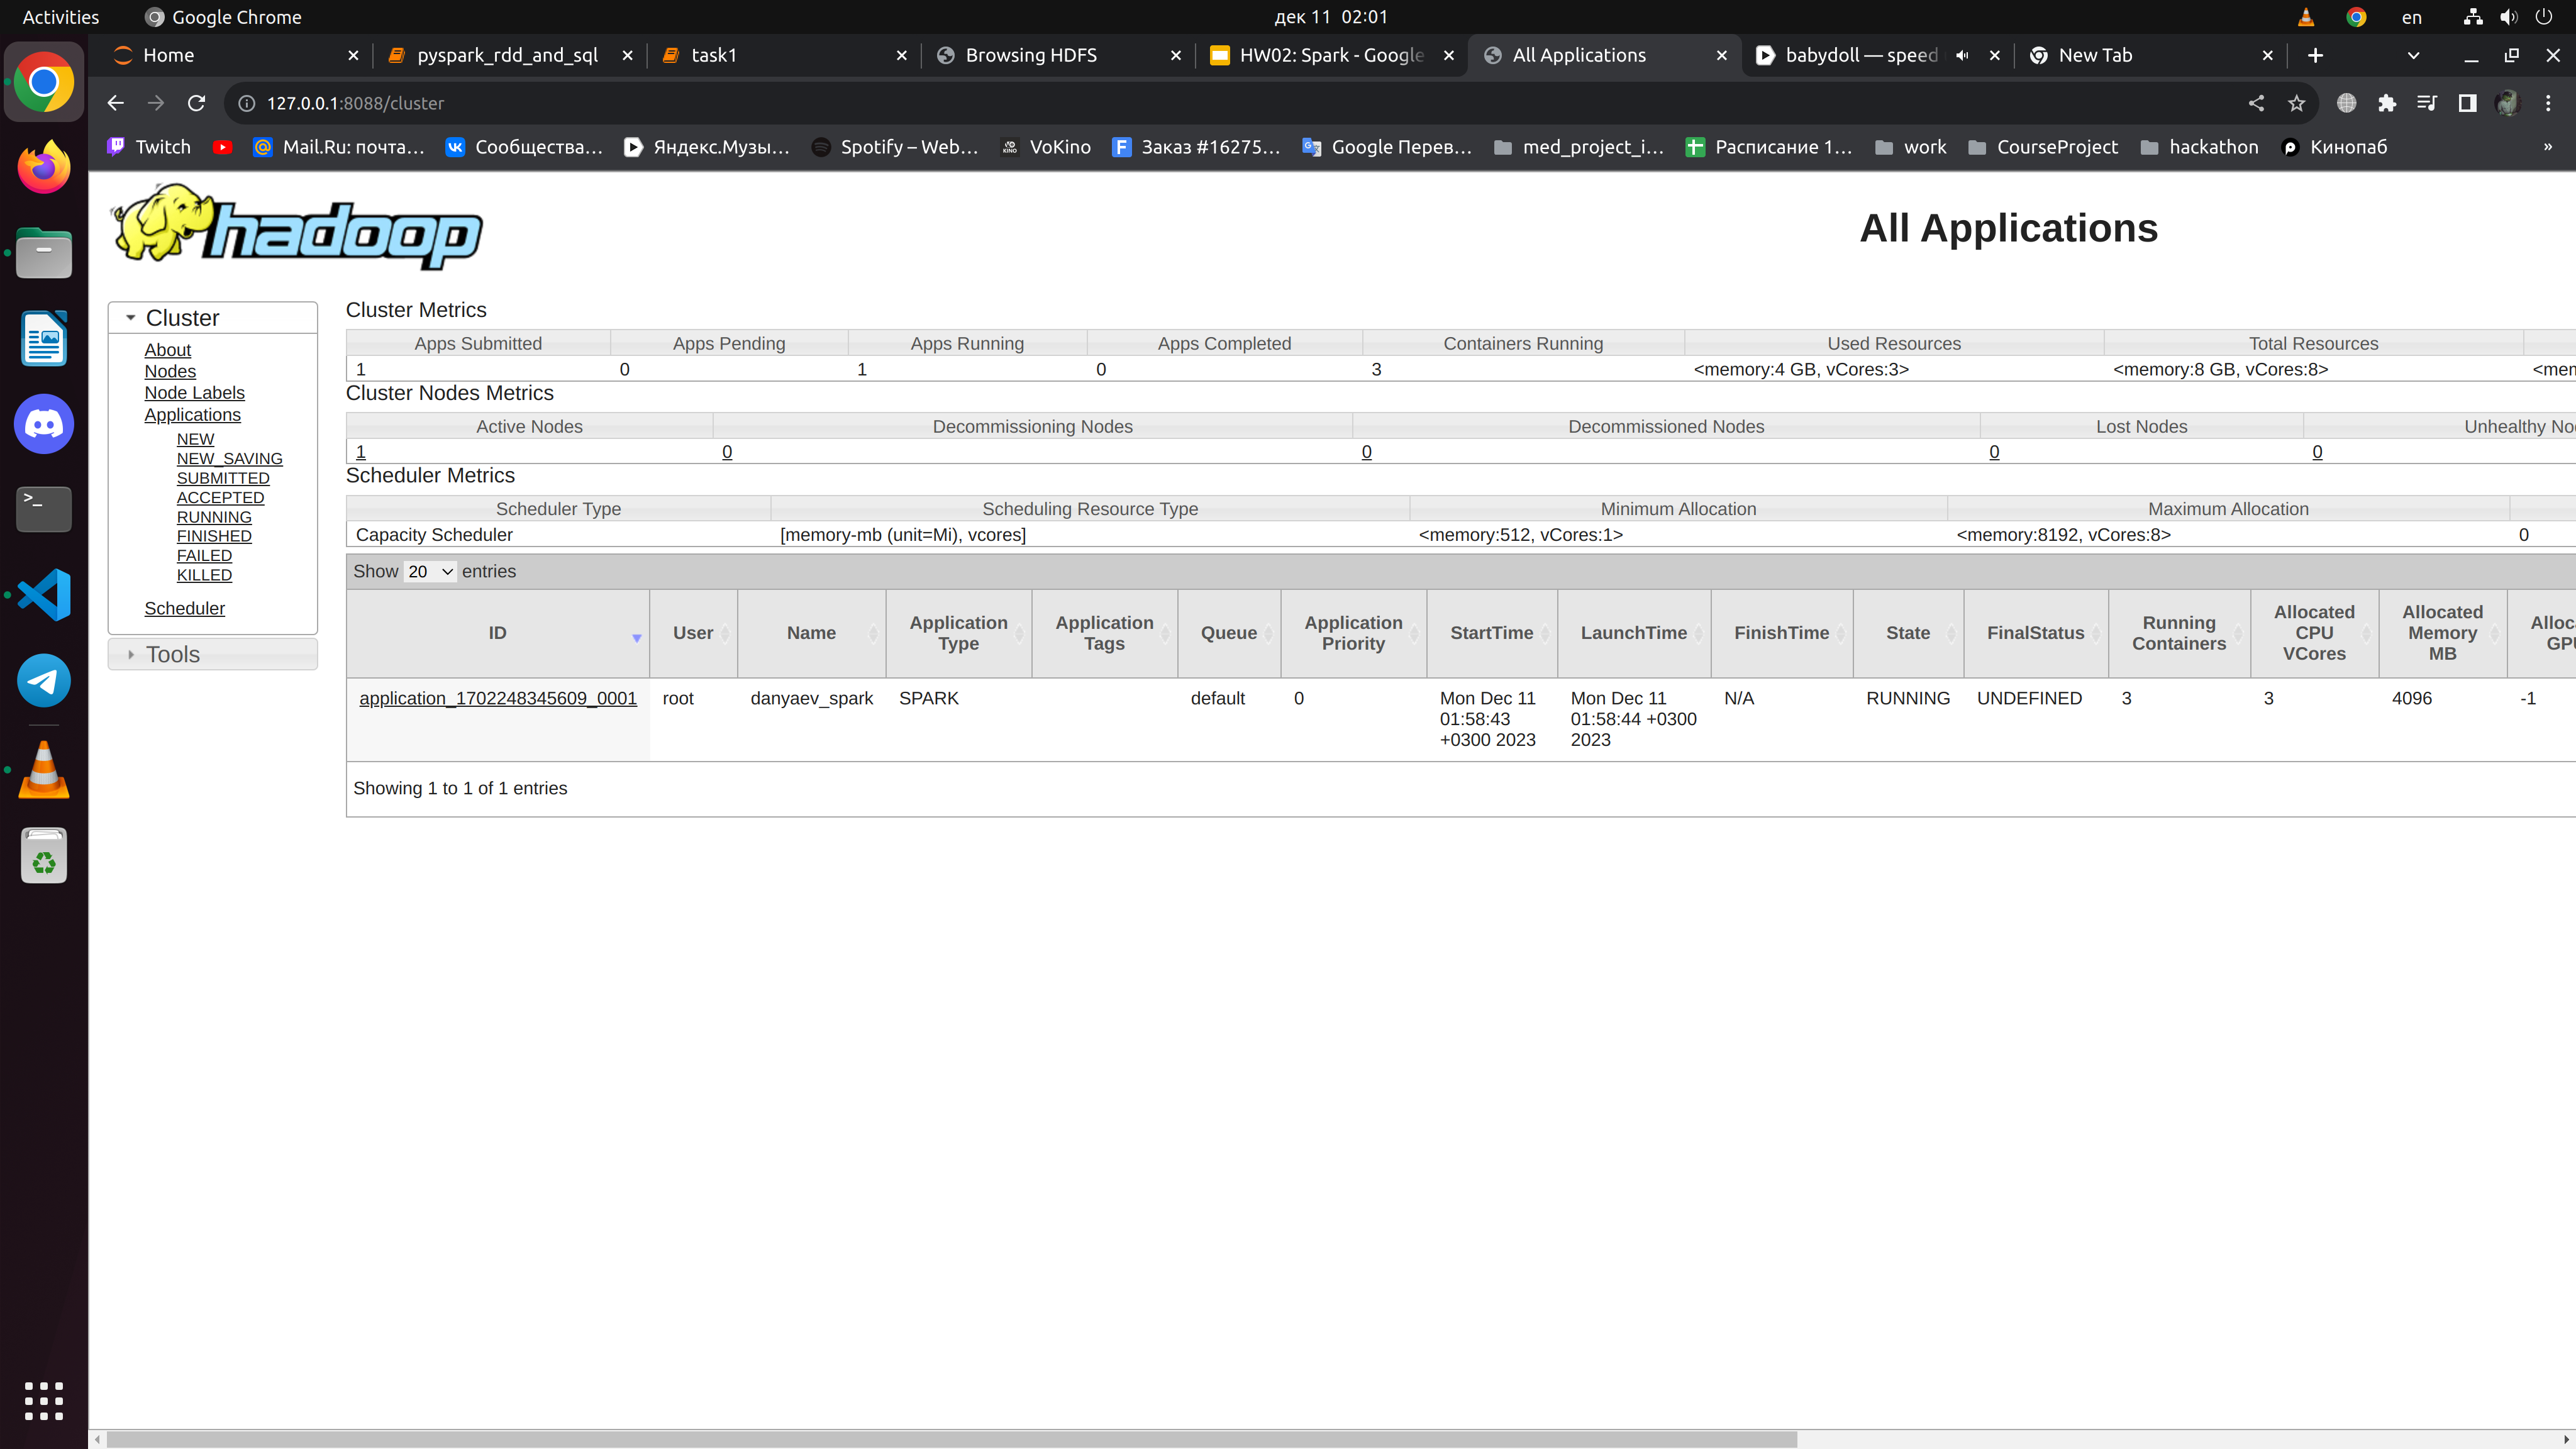 Activities Google Chrome дек 11 02:01 en
Home pyspark_rdd_and_sql task1 Browsing HDFS HW02: Spark - Google All Applications babydoll — speed New Tab
127.0.0.1:8088/cluster
Twitch Mail.Ru: почта… Сообщества… Яндекс.Музы… Spotify – Web… VoKino Заказ #16275… Google Перев… med_project_i… Расписание 1… work CourseProject hackathon Кинопаб »
hadoop
All Applications
Cluster
About
Nodes
Node Labels
Applications
NEW
NEW_SAVING
SUBMITTED
ACCEPTED
RUNNING
FINISHED
FAILED
KILLED
Scheduler
Tools
Cluster Metrics
Apps Submitted Apps Pending Apps Running Apps Completed Containers Running Used Resources Total Resources
1 0 1 0 3 <memory:4 GB, vCores:3> <memory:8 GB, vCores:8> <mem
Cluster Nodes Metrics
Active Nodes Decommissioning Nodes Decommissioned Nodes Lost Nodes Unhealthy No
1 0 0 0 0
Scheduler Metrics
Scheduler Type Scheduling Resource Type Minimum Allocation Maximum Allocation
Capacity Scheduler [memory-mb (unit=Mi), vcores] <memory:512, vCores:1> <memory:8192, vCores:8> 0
Show 20 entries
ID User Name Application Type Application Tags Queue Application Priority StartTime LaunchTime FinishTime State FinalStatus Running Containers Allocated CPU VCores Allocated Memory MB Alloc GPU
application_1702248345609_0001 root danyaev_spark SPARK default 0 Mon Dec 11 01:58:43 +0300 2023 Mon Dec 11 01:58:44 +0300 2023 N/A RUNNING UNDEFINED 3 3 4096 -1
Showing 1 to 1 of 1 entries